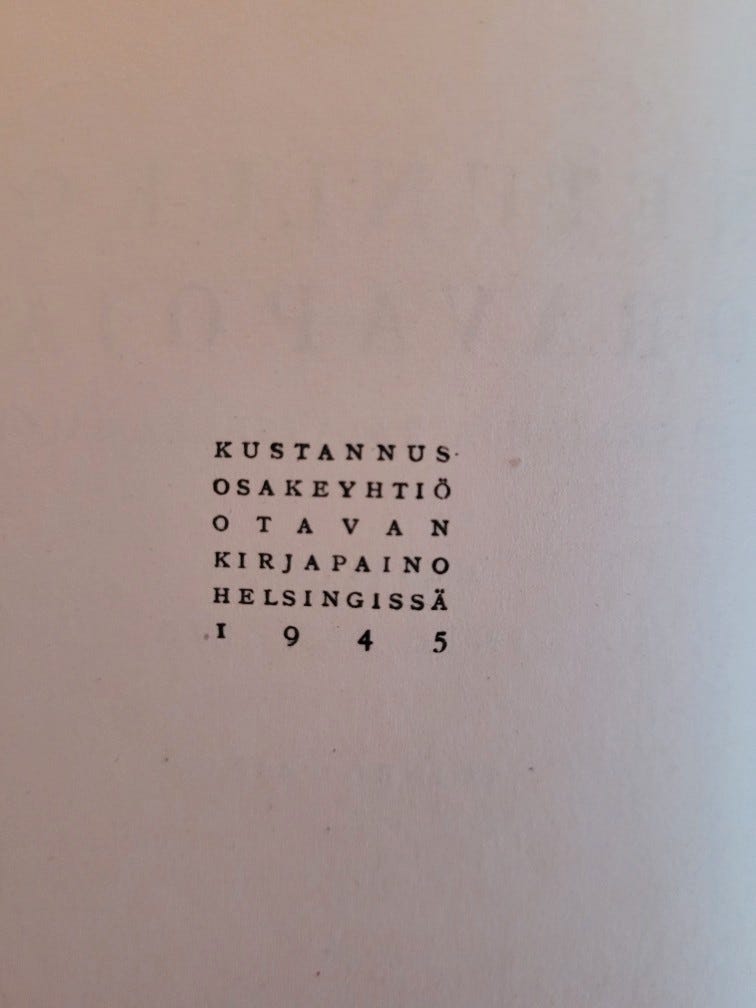 KUSTANNUS-
OSAKEYHTIÖ
OTAVAN
KIRJAPAINO
HELSINGISSÄ
1945